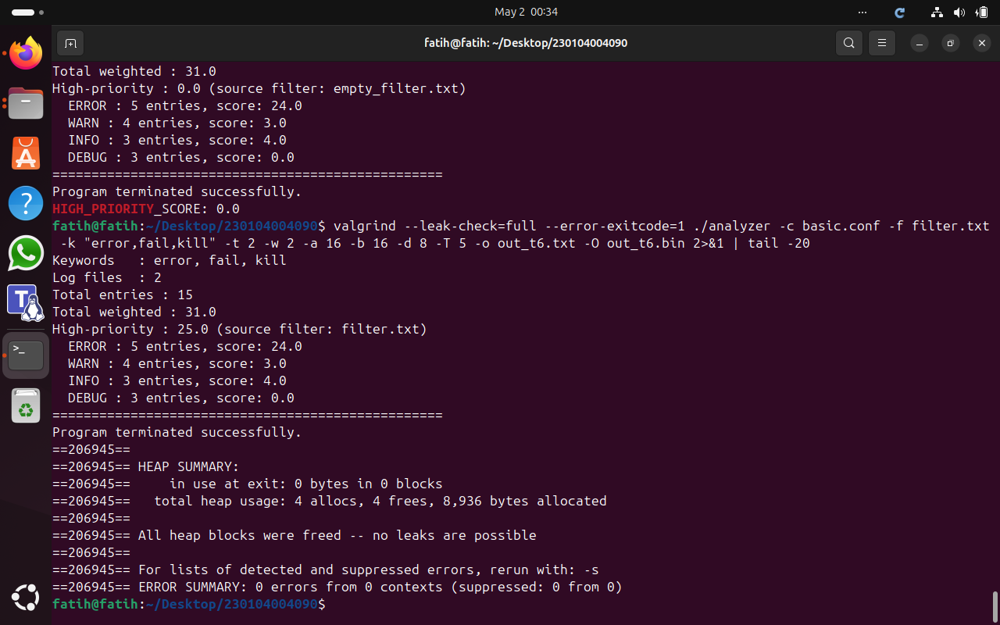 May 2 00:34
fatih@fatih: ~/Desktop/230104004090
Total weighted : 31.0
High-priority : 0.0 (source filter: empty_filter.txt)
  ERROR : 5 entries, score: 24.0
  WARN : 4 entries, score: 3.0
  INFO : 3 entries, score: 4.0
  DEBUG : 3 entries, score: 0.0
==================================================
Program terminated successfully.
HIGH_PRIORITY_SCORE: 0.0
fatih@fatih:~/Desktop/230104004090$ valgrind --leak-check=full --error-exitcode=1 ./analyzer -c basic.conf -f filter.txt
 -k "error,fail,kill" -t 2 -w 2 -a 16 -b 16 -d 8 -T 5 -o out_t6.txt -O out_t6.bin 2>&1 | tail -20
Keywords   : error, fail, kill
Log files  : 2
Total entries : 15
Total weighted : 31.0
High-priority : 25.0 (source filter: filter.txt)
  ERROR : 5 entries, score: 24.0
  WARN : 4 entries, score: 3.0
  INFO : 3 entries, score: 4.0
  DEBUG : 3 entries, score: 0.0
==================================================
Program terminated successfully.
==206945==
==206945== HEAP SUMMARY:
==206945==     in use at exit: 0 bytes in 0 blocks
==206945==   total heap usage: 4 allocs, 4 frees, 8,936 bytes allocated
==206945==
==206945== All heap blocks were freed -- no leaks are possible
==206945==
==206945== For lists of detected and suppressed errors, rerun with: -s
==206945== ERROR SUMMARY: 0 errors from 0 contexts (suppressed: 0 from 0)
fatih@fatih:~/Desktop/230104004090$